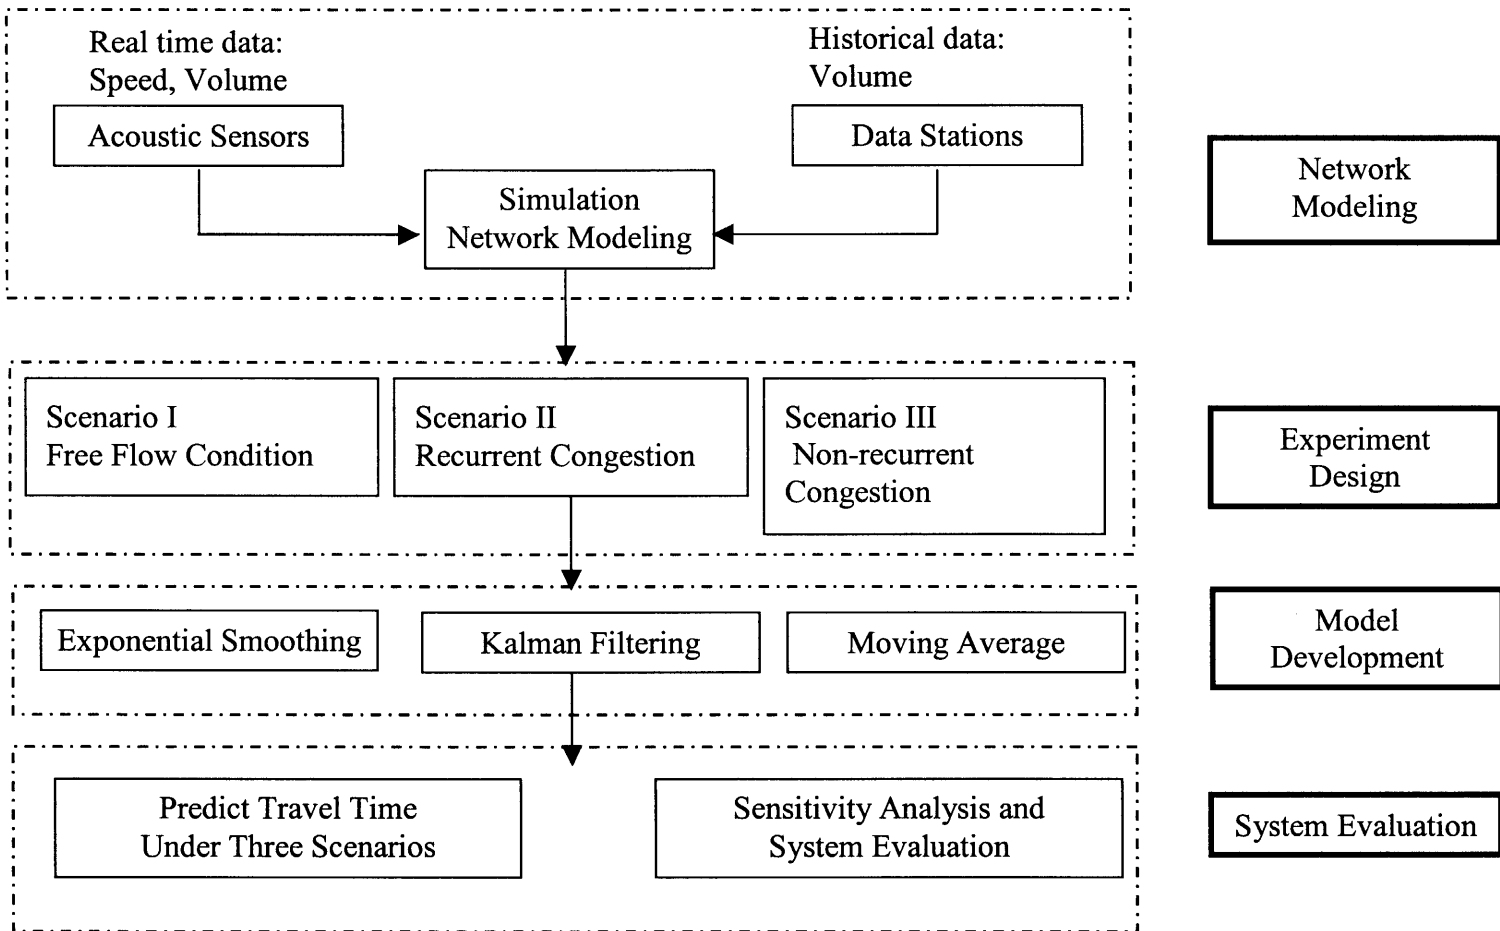 Real time data:
Speed, Volume
Historical data:
Volume
Acoustic Sensors
Data Stations
Simulation
Network Modeling
Network
Modeling
Scenario I
Free Flow Condition
Scenario II
Recurrent Congestion
Scenario III
Non-recurrent
Congestion
Experiment
Design
Exponential Smoothing
Kalman Filtering
Moving Average
Model
Development
Predict Travel Time
Under Three Scenarios
Sensitivity Analysis and
System Evaluation
System Evaluation